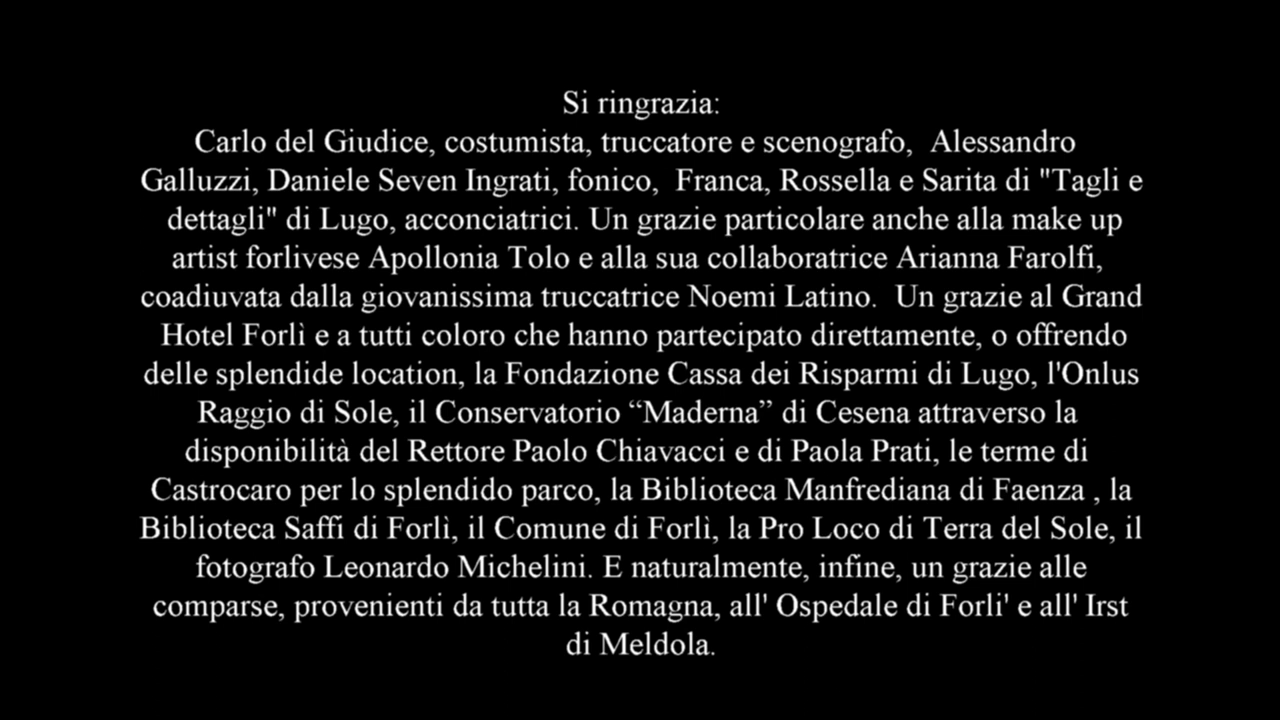 Si ringrazia:
Carlo del Giudice, costumista, truccatore e scenografo,  Alessandro
Galluzzi, Daniele Seven Ingrati, fonico,  Franca, Rossella e Sarita di "Tagli e
dettagli" di Lugo, acconciatrici. Un grazie particolare anche alla make up
artist forlivese Apollonia Tolo e alla sua collaboratrice Arianna Farolfi,
coadiuvata dalla giovanissima truccatrice Noemi Latino.  Un grazie al Grand
Hotel Forlì e a tutti coloro che hanno partecipato direttamente, o offrendo
delle splendide location, la Fondazione Cassa dei Risparmi di Lugo, l'Onlus
Raggio di Sole, il Conservatorio “Maderna” di Cesena attraverso la
disponibilità del Rettore Paolo Chiavacci e di Paola Prati, le terme di
Castrocaro per lo splendido parco, la Biblioteca Manfrediana di Faenza , la
Biblioteca Saffi di Forlì, il Comune di Forlì, la Pro Loco di Terra del Sole, il
fotografo Leonardo Michelini. E naturalmente, infine, un grazie alle
comparse, provenienti da tutta la Romagna, all' Ospedale di Forli' e all' Irst
di Meldola.